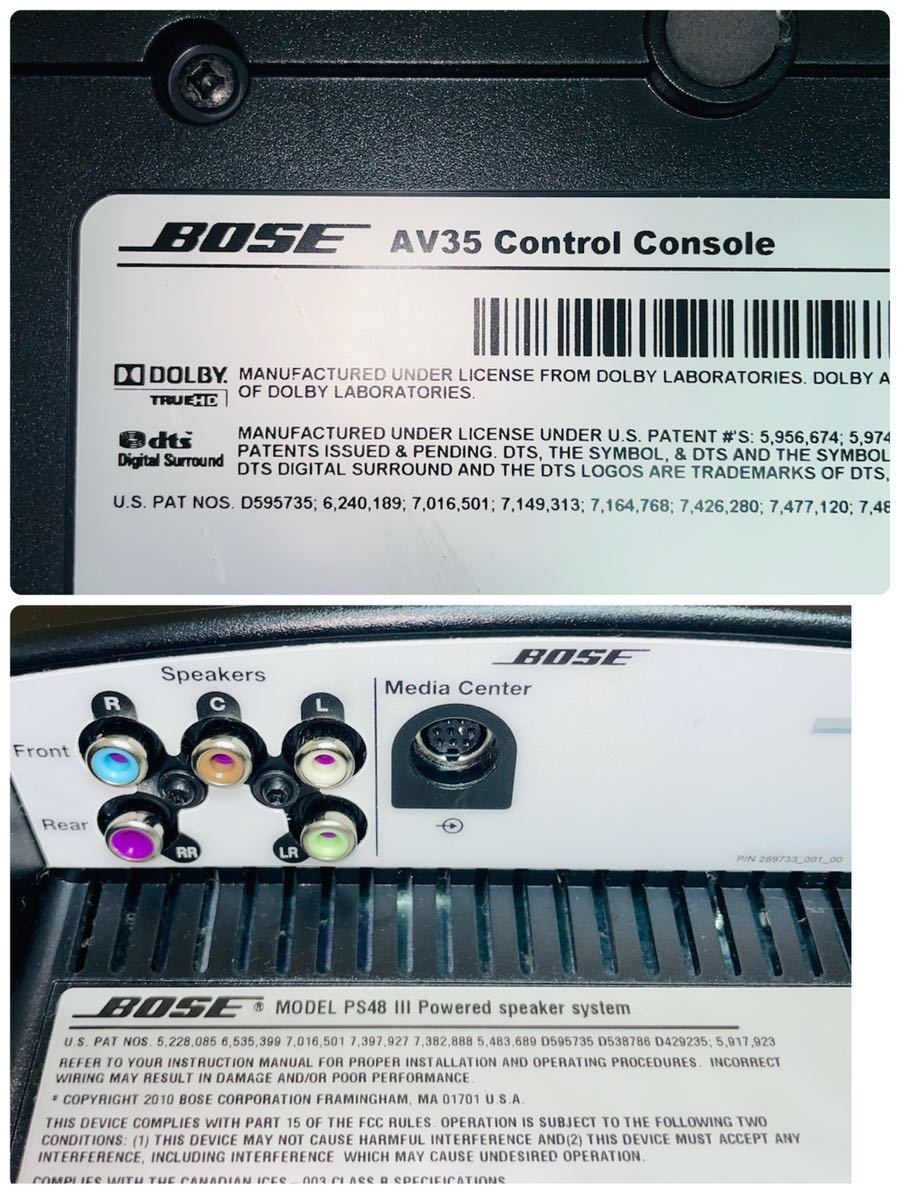 BOSE AV35 Control Console
DOLBY. MANUFACTURED UNDER LICENSE FROM DOLBY LABORATORIES. DOLBY A
TRUEHD OF DOLBY LABORATORIES.
dts MANUFACTURED UNDER LICENSE UNDER U.S. PATENT #'S: 5,956,674; 5,974
Digital Surround PATENTS ISSUED & PENDING. DTS, THE SYMBOL, & DTS AND THE SYMBOL
DTS DIGITAL SURROUND AND THE DTS LOGOS ARE TRADEMARKS OF DTS,
U.S. PAT NOS. D595735; 6,240,189; 7,016,501; 7,149,313; 7,164,768; 7,426,280; 7,477,120; 7,48
BOSE
Speakers
Media Center
R C L
Front
Rear
RR LR
P/N 289733_001_00
BOSE ® MODEL PS48 III Powered speaker system
U.S. PAT NOS. 5,228,085 6,535,399 7,016,501 7,397,927 7,382,888 5,483,689 D595735 D538786 D429235; 5,917,923
REFER TO YOUR INSTRUCTION MANUAL FOR PROPER INSTALLATION AND OPERATING PROCEDURES. INCORRECT
WIRING MAY RESULT IN DAMAGE AND/OR POOR PERFORMANCE.
© COPYRIGHT 2010 BOSE CORPORATION FRAMINGHAM, MA 01701 U.S.A.
THIS DEVICE COMPLIES WITH PART 15 OF THE FCC RULES. OPERATION IS SUBJECT TO THE FOLLOWING TWO
CONDITIONS: (1) THIS DEVICE MAY NOT CAUSE HARMFUL INTERFERENCE AND(2) THIS DEVICE MUST ACCEPT ANY
INTERFERENCE, INCLUDING INTERFERENCE WHICH MAY CAUSE UNDESIRED OPERATION.
COMPLIES WITH THE CANADIAN ICES - 003 CLASS B SPECIFICATIONS